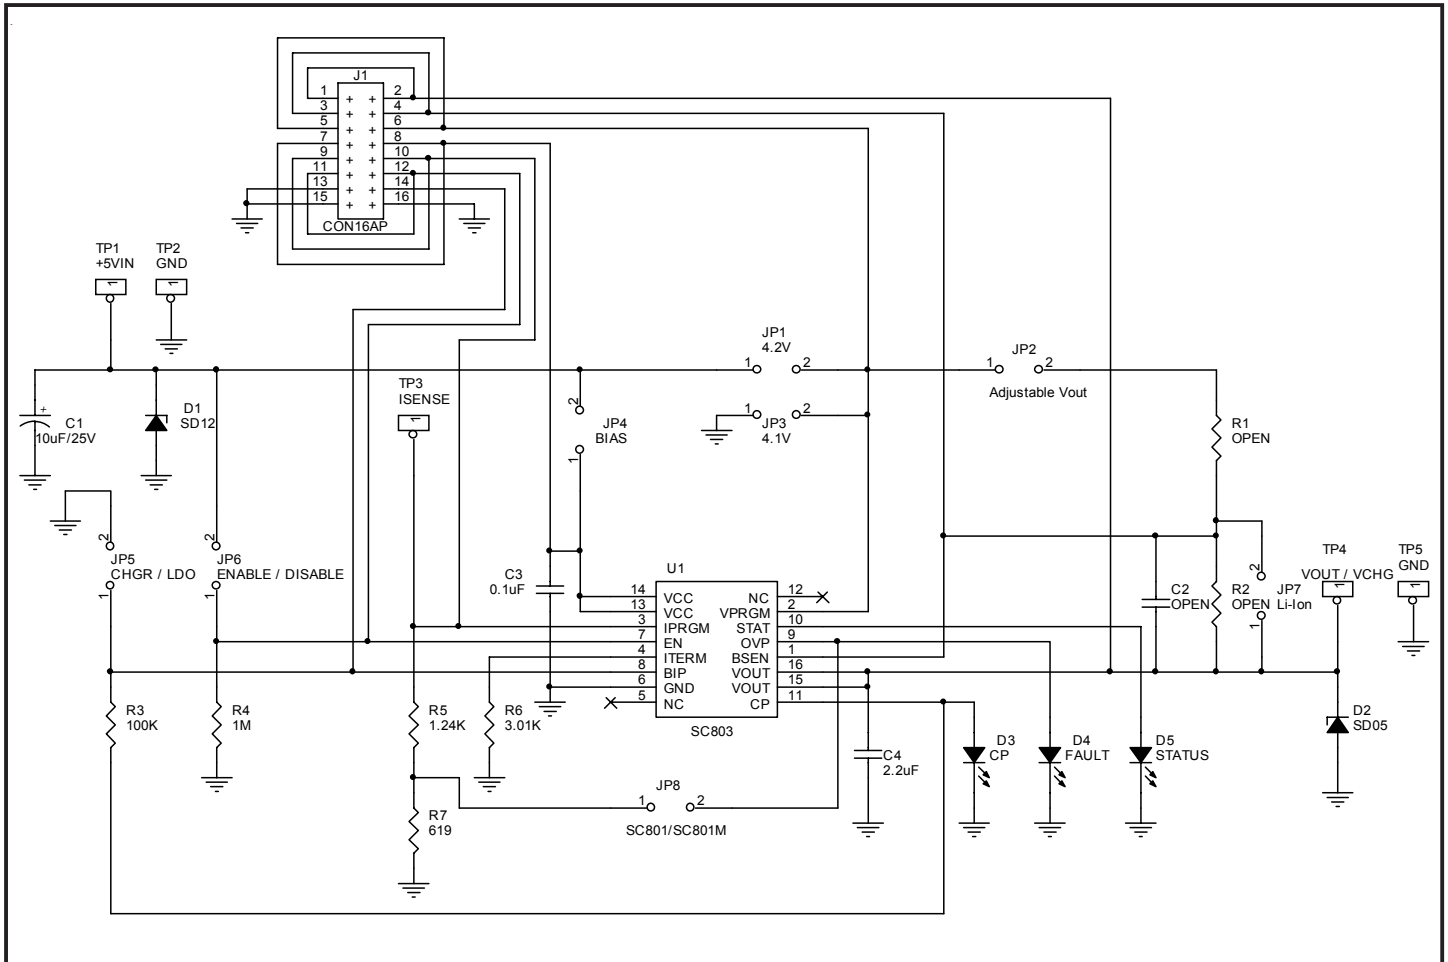 J1
1 2
3 4
5 6
7 8
9 10
11 12
13 14
15 16
CON16AP
TP1
+5VIN
1
TP2
GND
1
JP1
4.2V
1 2
JP2
1 2
Adjustable Vout
TP3
ISENSE
1
+
C1
10uF/25V
D1
SD12
2
JP4
BIAS
1
1 2
JP3
4.1V
R1
OPEN
2
JP5
CHGR / LDO
1
2
JP6
ENABLE / DISABLE
1
C3
0.1uF
U1
14 VCC NC 12
13 VCC VPRGM 2
3 IPRGM STAT 10
7 EN OVP 9
4 ITERM BSEN 1
8 BIP VOUT 16
6 GND VOUT 15
5 NC CP 11
SC803
C2
OPEN
R2
OPEN
2
JP7
Li-Ion
1
TP4
VOUT / VCHG
1
TP5
GND
1
R3
100K
R4
1M
R5
1.24K
R6
3.01K
C4
2.2uF
D3
CP
D4
FAULT
D5
STATUS
D2
SD05
R7
619
JP8
1 2
SC801/SC801M